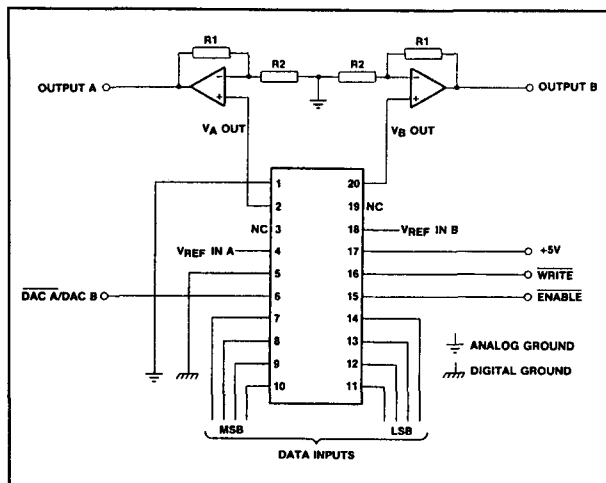 R1 R2 R2 R1
OUTPUT A − − OUTPUT B
+ +
VA OUT VB OUT
1 20
2 19 NC
NC 3 18 VREF IN B
VREF IN A 4 17 +5V
5 16 WRITE
DAC A/DAC B 6 15 ENABLE
7 14
8 13 ANALOG GROUND
9 12 DIGITAL GROUND
10 11
MSB LSB
DATA INPUTS